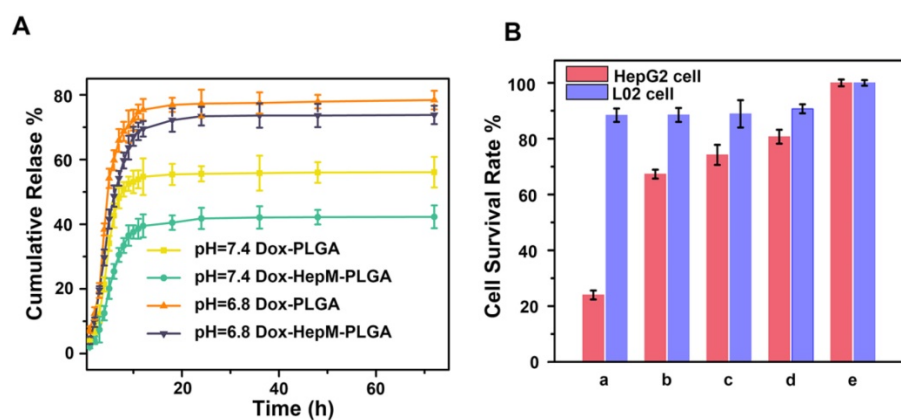 A
Cumulative Relase %
80
60
40
20
0
0
20
40
60
Time (h)
pH=7.4 Dox-PLGA
pH=7.4 Dox-HepM-PLGA
pH=6.8 Dox-PLGA
pH=6.8 Dox-HepM-PLGA
B
Cell Survival Rate %
100
80
60
40
20
0
HepG2 cell
L02 cell
a
b
c
d
e